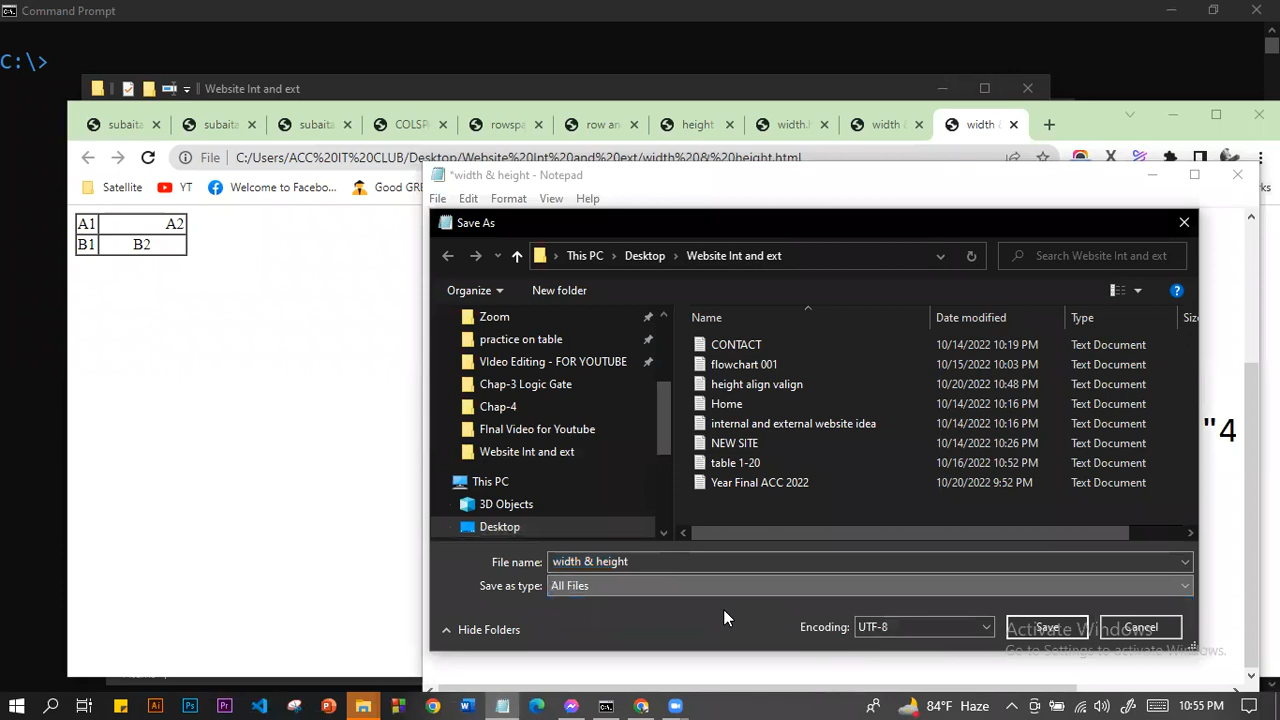 Command Prompt
C:\>
Website Int and ext
subaita
subaita
subaita
COLSP
rowspa
row an
height
width.h
width &
width &
File
C:/Users/ACC%20IT%20CLUB/Desktop/Website%20Int%20and%20ext/width%20&%20height.html
Satellite
YT
Welcome to Facebo...
Good GRE
*width & height - Notepad
File
Edit
Format
View
Help
A1
A2
B1
B2
Save As
This PC
Desktop
Website Int and ext
Search Website Int and ext
Organize
New folder
Name
Date modified
Type
Siz
Zoom
practice on table
VIdeo Editing - FOR YOUTUBE
Chap-3 Logic Gate
Chap-4
FInal Video for Youtube
Website Int and ext
This PC
3D Objects
Desktop
CONTACT 10/14/2022 10:19 PM Text Document
flowchart 001 10/15/2022 10:03 PM Text Document
height align valign 10/20/2022 10:48 PM Text Document
Home 10/14/2022 10:16 PM Text Document
internal and external website idea 10/14/2022 10:16 PM Text Document
NEW SITE 10/14/2022 10:26 PM Text Document
table 1-20 10/16/2022 10:52 PM Text Document
Year Final ACC 2022 10/20/2022 9:52 PM Text Document
"4
File name: width & height
Save as type: All Files
Hide Folders
Encoding: UTF-8
Save
Cancel
Activate Windows
Go to Settings to activate Windows.
84°F Haze
10:55 PM